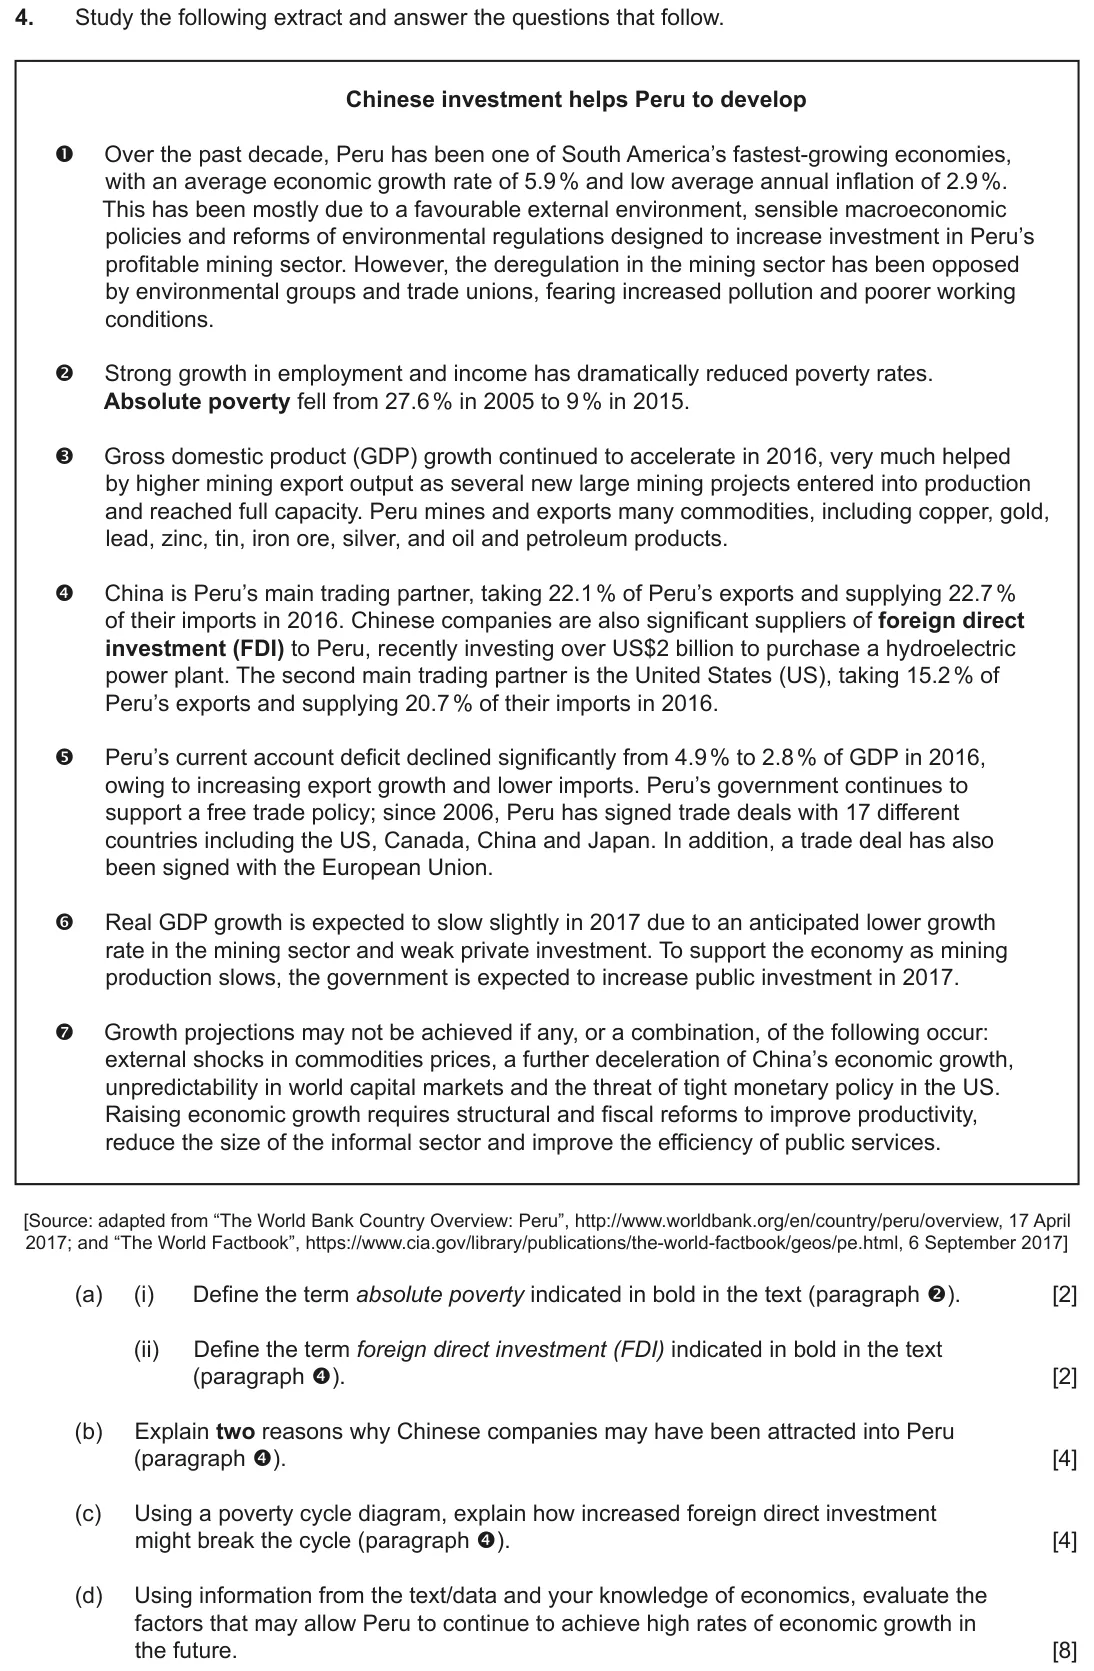 4. Study the following extract and answer the questions that follow.
Chinese investment helps Peru to develop
❶ Over the past decade, Peru has been one of South America’s fastest-growing economies,
with an average economic growth rate of 5.9 % and low average annual inflation of 2.9 %.
This has been mostly due to a favourable external environment, sensible macroeconomic
policies and reforms of environmental regulations designed to increase investment in Peru’s
profitable mining sector. However, the deregulation in the mining sector has been opposed
by environmental groups and trade unions, fearing increased pollution and poorer working
conditions.
❷ Strong growth in employment and income has dramatically reduced poverty rates.
Absolute poverty fell from 27.6 % in 2005 to 9 % in 2015.
❸ Gross domestic product (GDP) growth continued to accelerate in 2016, very much helped
by higher mining export output as several new large mining projects entered into production
and reached full capacity. Peru mines and exports many commodities, including copper, gold,
lead, zinc, tin, iron ore, silver, and oil and petroleum products.
❹ China is Peru’s main trading partner, taking 22.1 % of Peru’s exports and supplying 22.7 %
of their imports in 2016. Chinese companies are also significant suppliers of foreign direct
investment (FDI) to Peru, recently investing over US$2 billion to purchase a hydroelectric
power plant. The second main trading partner is the United States (US), taking 15.2 % of
Peru’s exports and supplying 20.7 % of their imports in 2016.
❺ Peru’s current account deficit declined significantly from 4.9 % to 2.8 % of GDP in 2016,
owing to increasing export growth and lower imports. Peru’s government continues to
support a free trade policy; since 2006, Peru has signed trade deals with 17 different
countries including the US, Canada, China and Japan. In addition, a trade deal has also
been signed with the European Union.
❻ Real GDP growth is expected to slow slightly in 2017 due to an anticipated lower growth
rate in the mining sector and weak private investment. To support the economy as mining
production slows, the government is expected to increase public investment in 2017.
❼ Growth projections may not be achieved if any, or a combination, of the following occur:
external shocks in commodities prices, a further deceleration of China’s economic growth,
unpredictability in world capital markets and the threat of tight monetary policy in the US.
Raising economic growth requires structural and fiscal reforms to improve productivity,
reduce the size of the informal sector and improve the efficiency of public services.
[Source: adapted from “The World Bank Country Overview: Peru”, http://www.worldbank.org/en/country/peru/overview, 17 April
2017; and “The World Factbook”, https://www.cia.gov/library/publications/the-world-factbook/geos/pe.html, 6 September 2017]
(a) (i) Define the term absolute poverty indicated in bold in the text (paragraph ❷). [2]
(ii) Define the term foreign direct investment (FDI) indicated in bold in the text
(paragraph ❹). [2]
(b) Explain two reasons why Chinese companies may have been attracted into Peru
(paragraph ❹). [4]
(c) Using a poverty cycle diagram, explain how increased foreign direct investment
might break the cycle (paragraph ❹). [4]
(d) Using information from the text/data and your knowledge of economics, evaluate the
factors that may allow Peru to continue to achieve high rates of economic growth in
the future. [8]